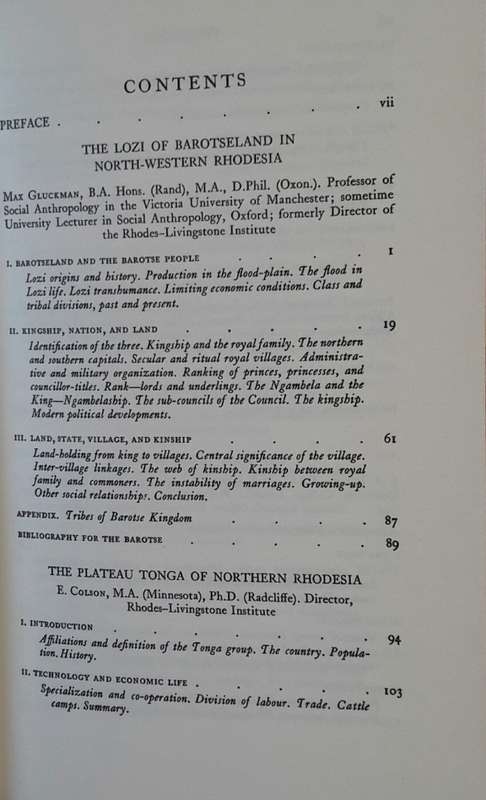 CONTENTS
PREFACE . . . . . . . . vii
THE LOZI OF BAROTSELAND IN
NORTH-WESTERN RHODESIA
MAX GLUCKMAN, B.A. Hons. (Rand), M.A., D.Phil. (Oxon.). Professor of
Social Anthropology in the Victoria University of Manchester; sometime
University Lecturer in Social Anthropology, Oxford; formerly Director of
the Rhodes–Livingstone Institute
I. BAROTSELAND AND THE BAROTSE PEOPLE . . . . 1
Lozi origins and history. Production in the flood-plain. The flood in
Lozi life. Lozi transhumance. Limiting economic conditions. Class and
tribal divisions, past and present.
II. KINGSHIP, NATION, AND LAND . . . . . 19
Identification of the three. Kingship and the royal family. The northern
and southern capitals. Secular and ritual royal villages. Administra-
tive and military organization. Ranking of princes, princesses, and
councillor-titles. Rank—lords and underlings. The Ngambela and the
King—Ngambelaship. The sub-councils of the Council. The kingship.
Modern political developments.
III. LAND, STATE, VILLAGE, AND KINSHIP . . . . 61
Land-holding from king to villages. Central significance of the village.
Inter-village linkages. The web of kinship. Kinship between royal
family and commoners. The instability of marriages. Growing-up.
Other social relationships. Conclusion.
APPENDIX. Tribes of Barotse Kingdom . . . . 87
BIBLIOGRAPHY FOR THE BAROTSE . . . . . 89
THE PLATEAU TONGA OF NORTHERN RHODESIA
E. COLSON, M.A. (Minnesota), Ph.D. (Radcliffe). Director,
Rhodes–Livingstone Institute
I. INTRODUCTION . . . . . . . 94
Affiliations and definition of the Tonga group. The country. Popula-
tion. History.
II. TECHNOLOGY AND ECONOMIC LIFE . . . . . 103
Specialization and co-operation. Division of labour. Trade. Cattle
camps. Summary.